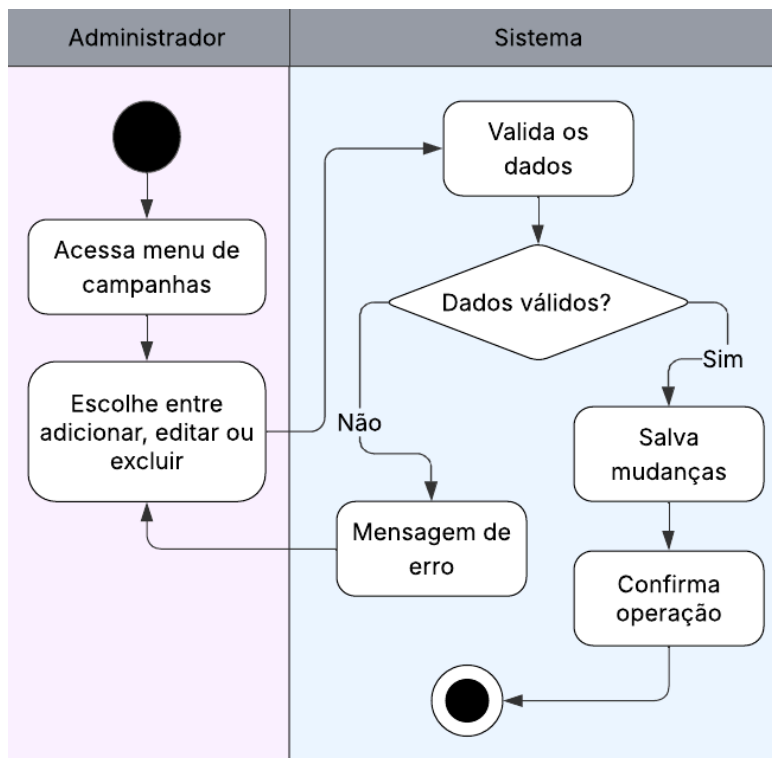 Administrador
Sistema
Acessa menu de
campanhas
Escolhe entre
adicionar, editar ou
excluir
Valida os
dados
Dados válidos?
Não
Sim
Mensagem de
erro
Salva
mudanças
Confirma
operação